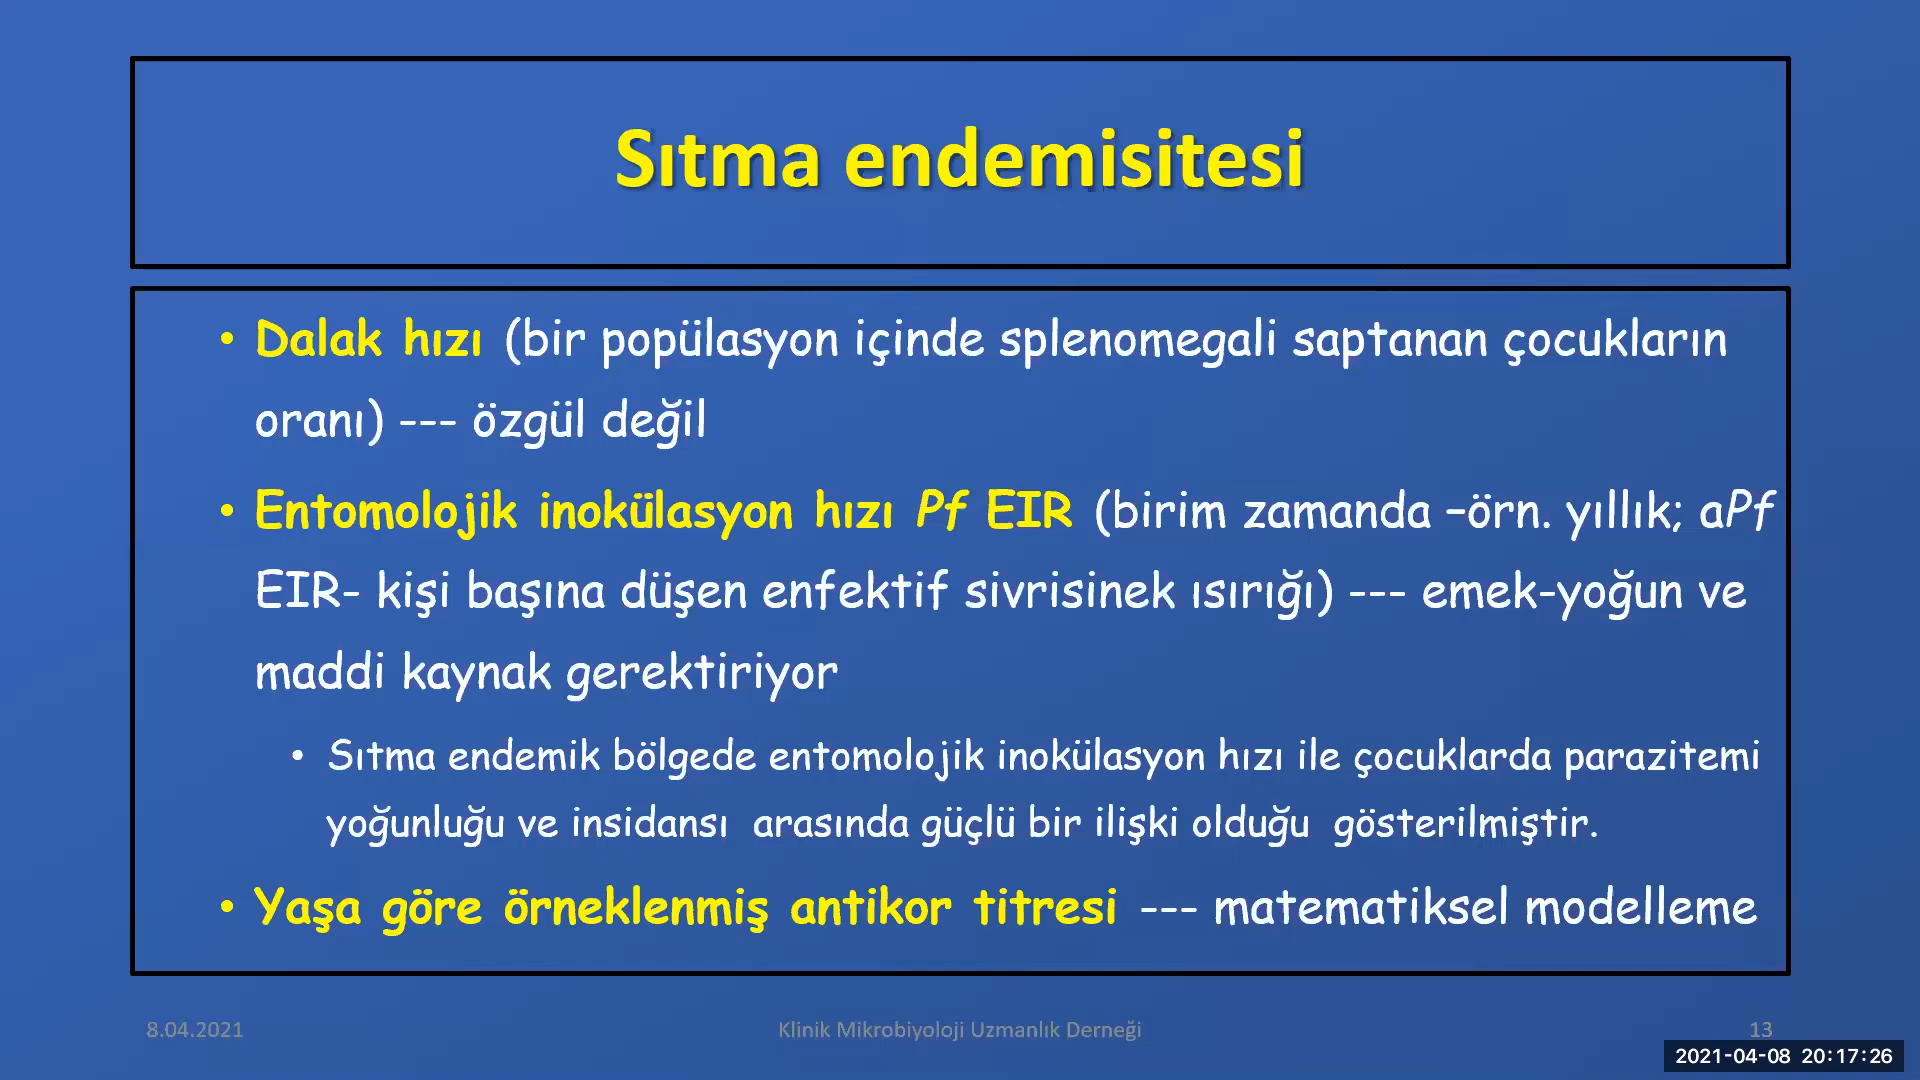 Sıtma endemisitesi
• Dalak hızı (bir popülasyon içinde splenomegali saptanan çocukların
oranı) --- özgül değil
• Entomolojik inokülasyon hızı Pf EIR (birim zamanda –örn. yıllık; aPf
EIR- kişi başına düşen enfektif sivrisinek ısırığı) --- emek-yoğun ve
maddi kaynak gerektiriyor
• Sıtma endemik bölgede entomolojik inokülasyon hızı ile çocuklarda parazitemi
yoğunluğu ve insidansı arasında güçlü bir ilişki olduğu gösterilmiştir.
• Yaşa göre örneklenmiş antikor titresi --- matematiksel modelleme
8.04.2021
Klinik Mikrobiyoloji Uzmanlık Derneği
13
2021-04-08 20:17:26